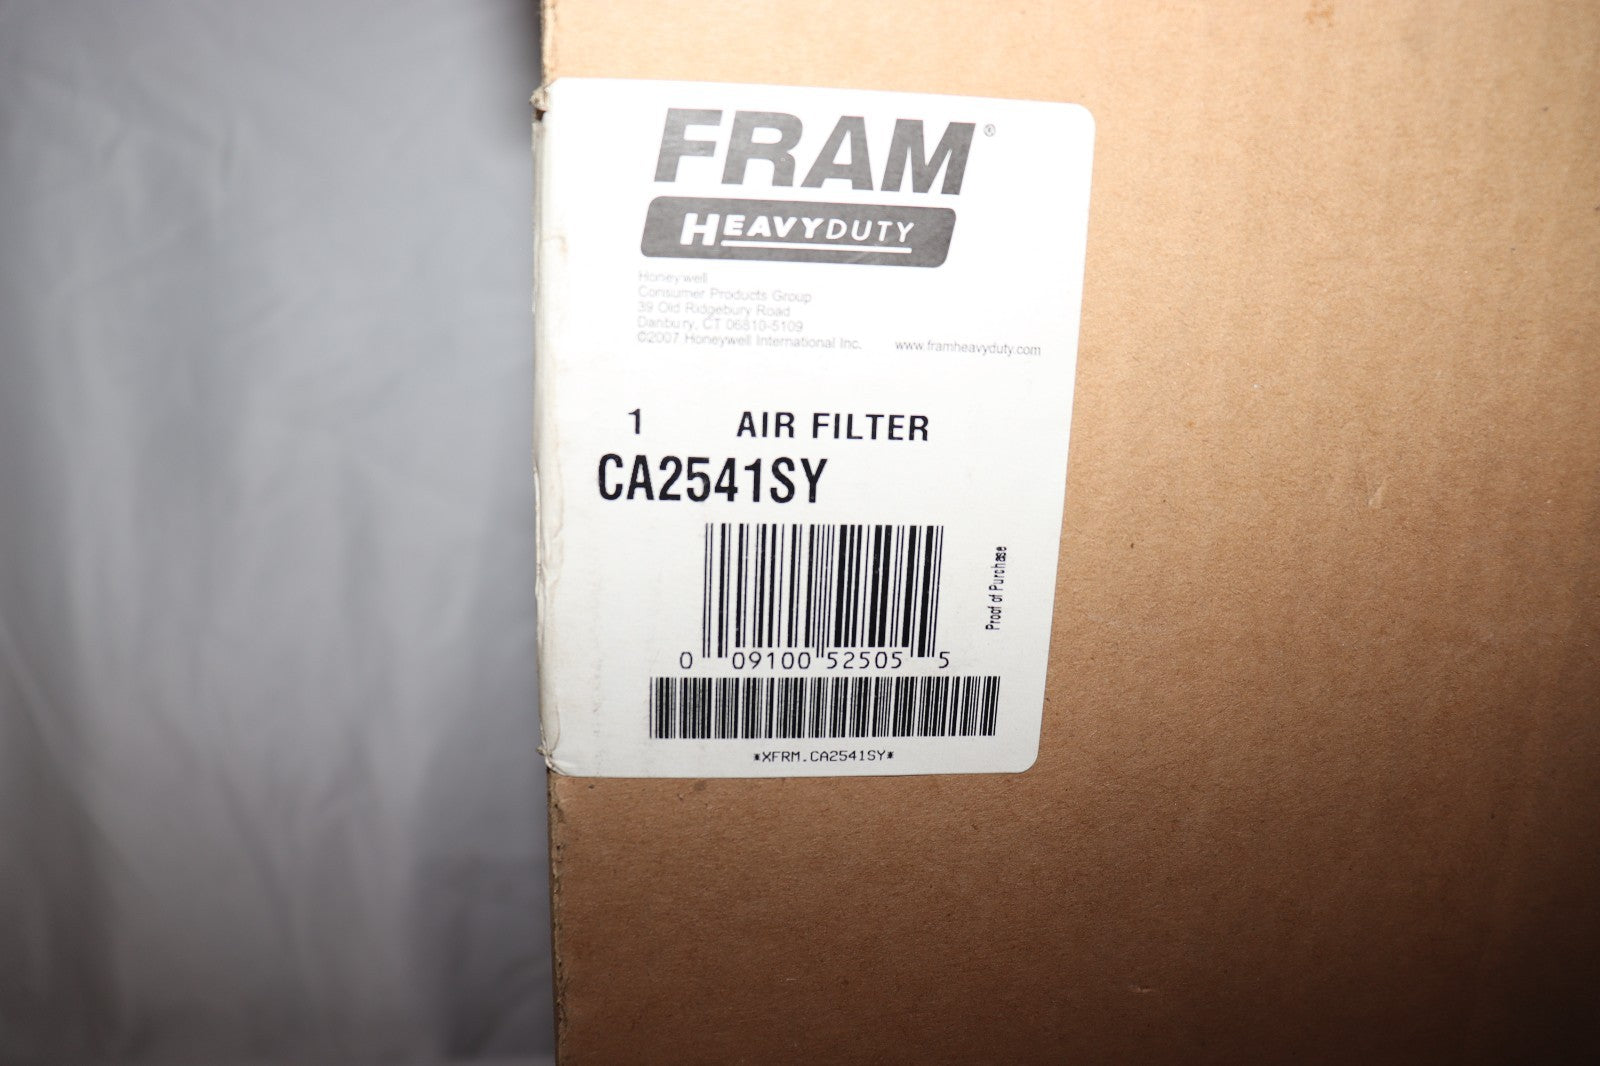 FRAM®
HEAVYDUTY
Honeywell
Consumer Products Group
39 Old Ridgebury Road
Danbury, CT 06810-5109
©2007 Honeywell International Inc. www.framheavyduty.com
1 AIR FILTER
CA2541SY
Proof of Purchase
0 09100 52505 5
*XFRM.CA2541SY*